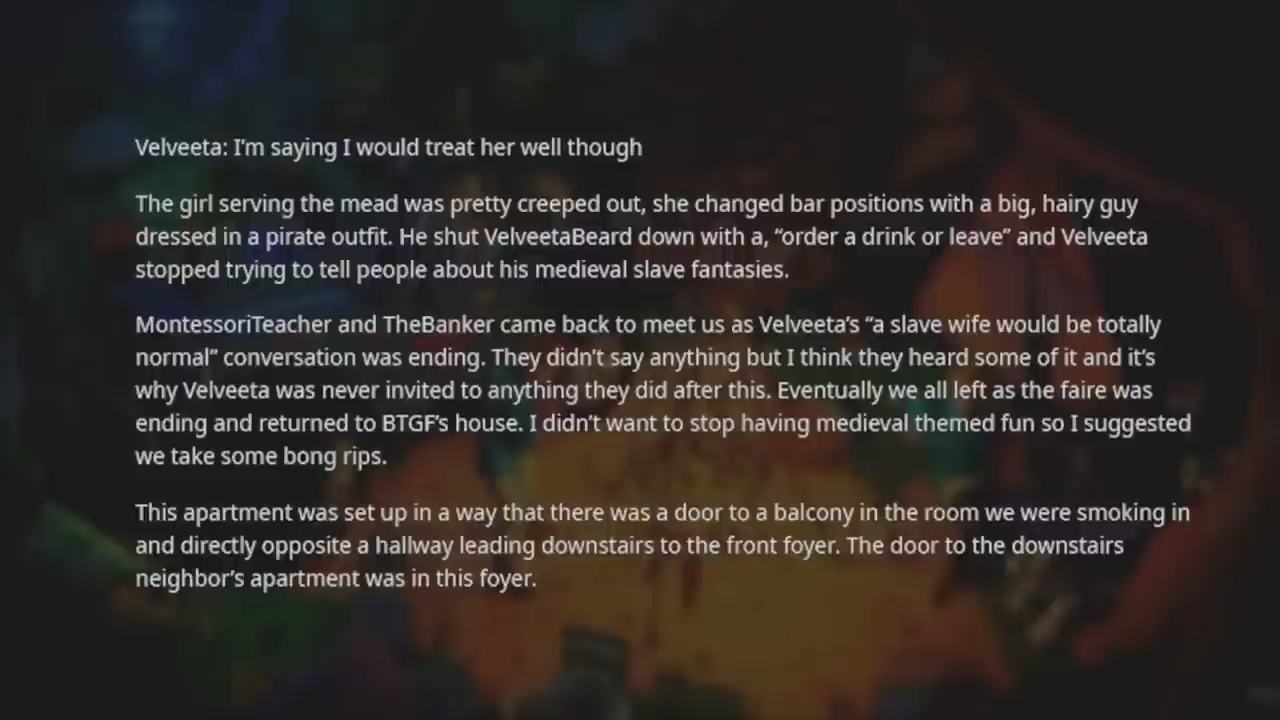 Velveeta: I’m saying I would treat her well though
The girl serving the mead was pretty creeped out, she changed bar positions with a big, hairy guy
dressed in a pirate outfit. He shut VelveetaBeard down with a, “order a drink or leave” and Velveeta
stopped trying to tell people about his medieval slave fantasies.
MontessoriTeacher and TheBanker came back to meet us as Velveeta’s “a slave wife would be totally
normal” conversation was ending. They didn’t say anything but I think they heard some of it and it’s
why Velveeta was never invited to anything they did after this. Eventually we all left as the faire was
ending and returned to BTGF’s house. I didn’t want to stop having medieval themed fun so I suggested
we take some bong rips.
This apartment was set up in a way that there was a door to a balcony in the room we were smoking in
and directly opposite a hallway leading downstairs to the front foyer. The door to the downstairs
neighbor’s apartment was in this foyer.